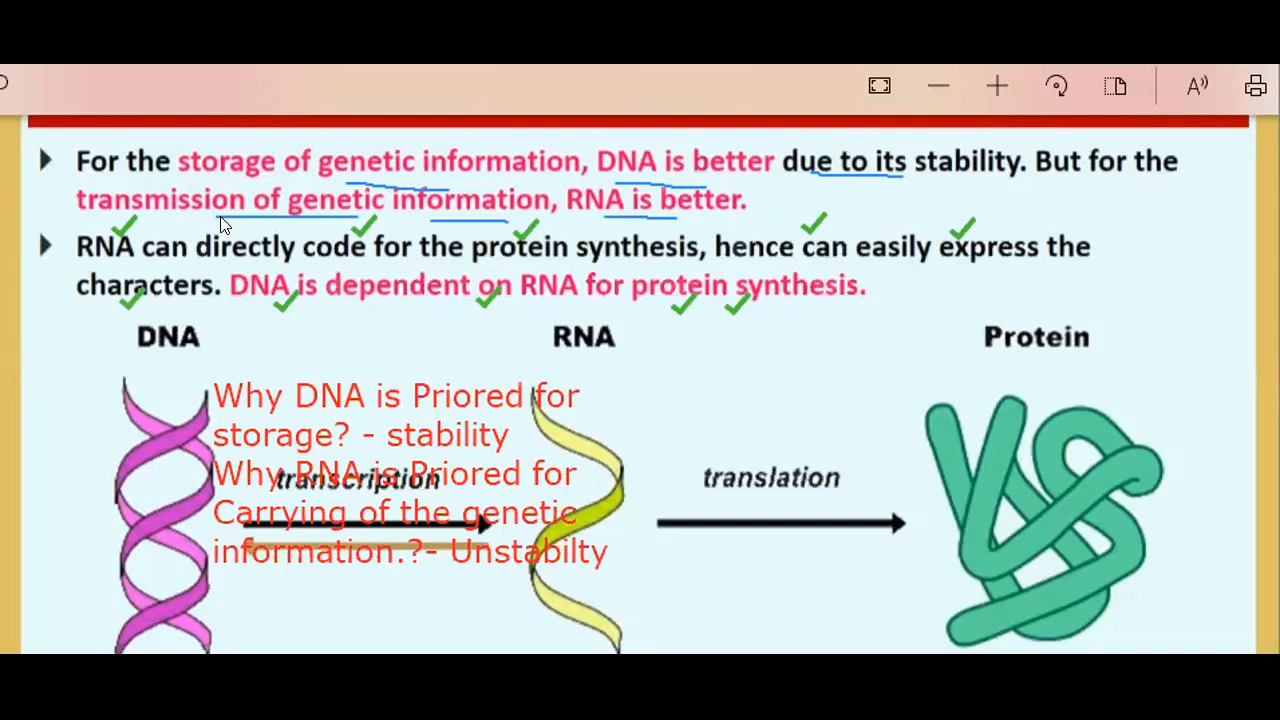 For the storage of genetic information, DNA is better due to its stability. But for the
transmission of genetic information, RNA is better.
RNA can directly code for the protein synthesis, hence can easily express the
characters. DNA is dependent on RNA for protein synthesis.
DNA
RNA
Protein
Why DNA is Priored for
storage? - stability
Why RNA is Priored for
Carrying of the genetic
information.?- Unstabilty
transcription
translation